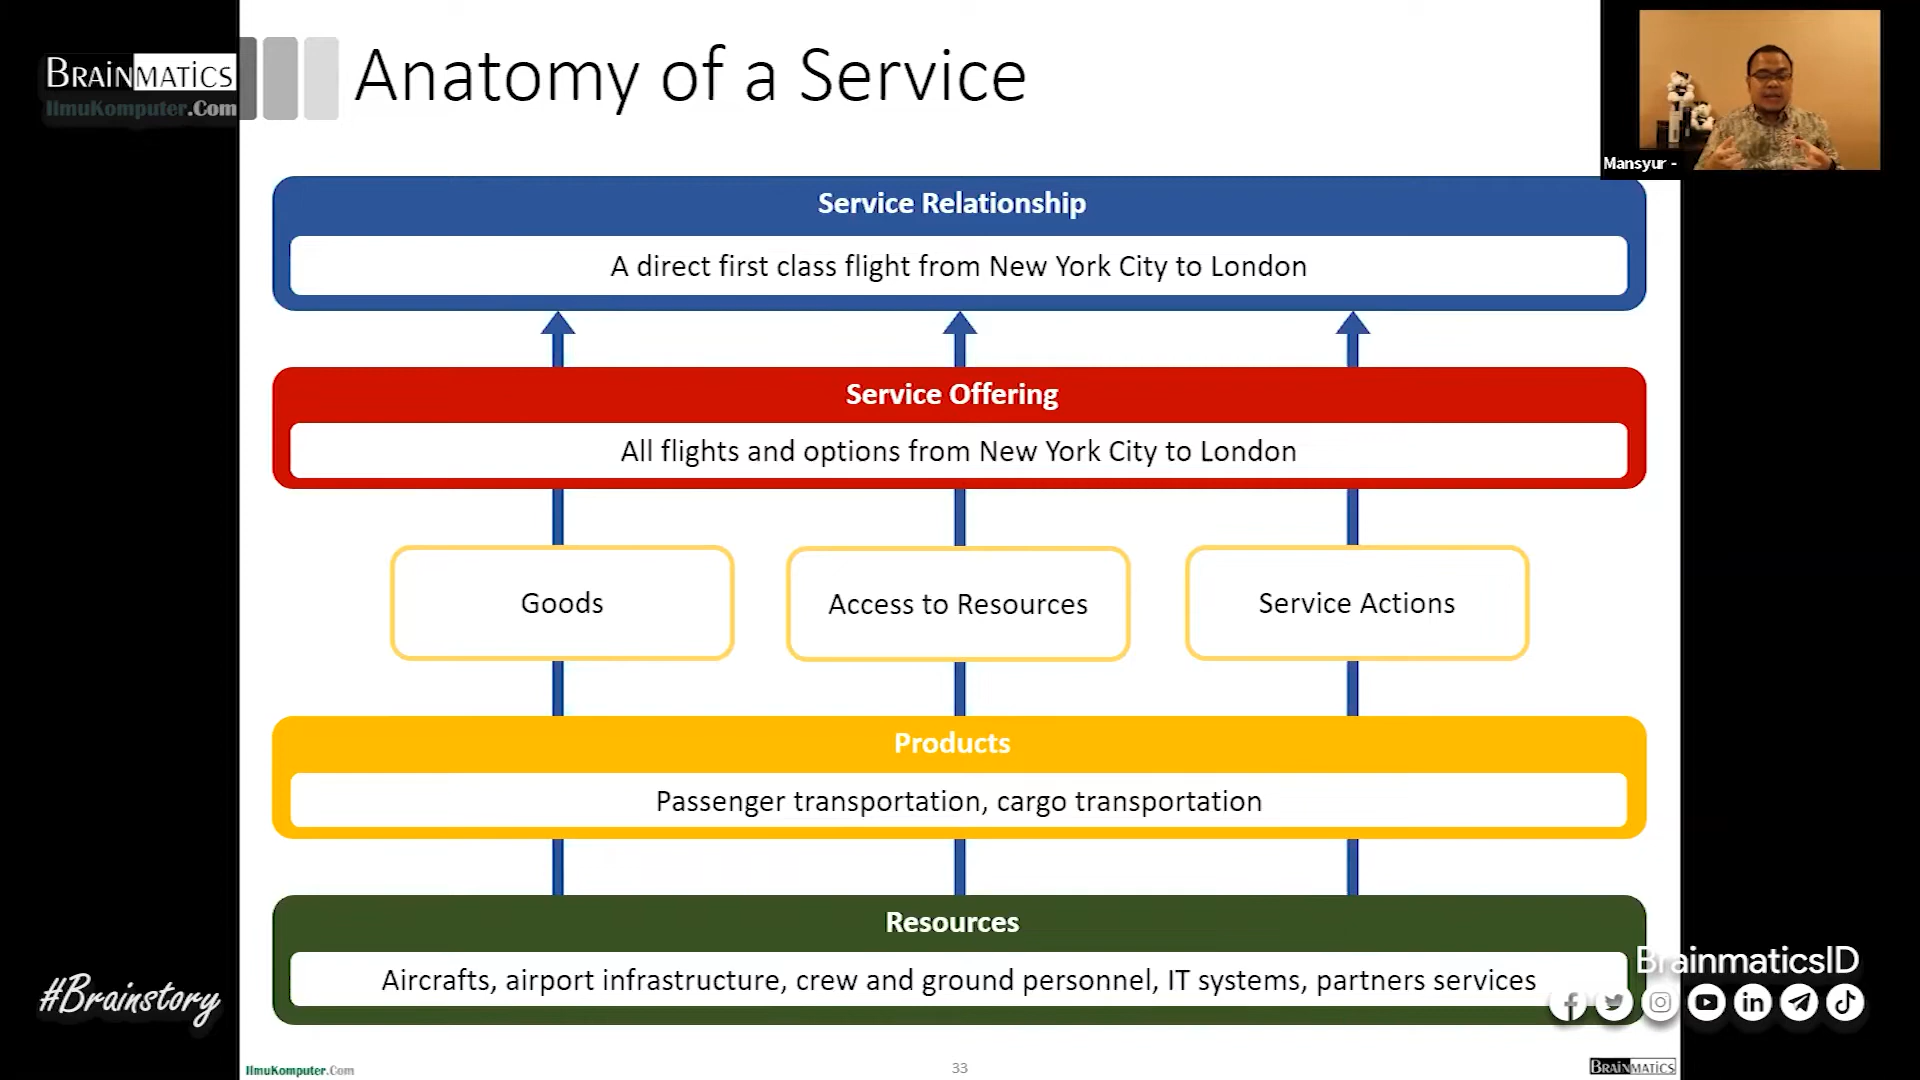 BRAINMATICS
IlmuKomputer.Com
Anatomy of a Service
Mansyur -
Service Relationship
A direct first class flight from New York City to London
Service Offering
All flights and options from New York City to London
Goods
Access to Resources
Service Actions
Products
Passenger transportation, cargo transportation
Resources
Aircrafts, airport infrastructure, crew and ground personnel, IT systems, partners services
BrainmaticsID
#Brainstory
IlmuKomputer.Com
33
BRAINMATICS